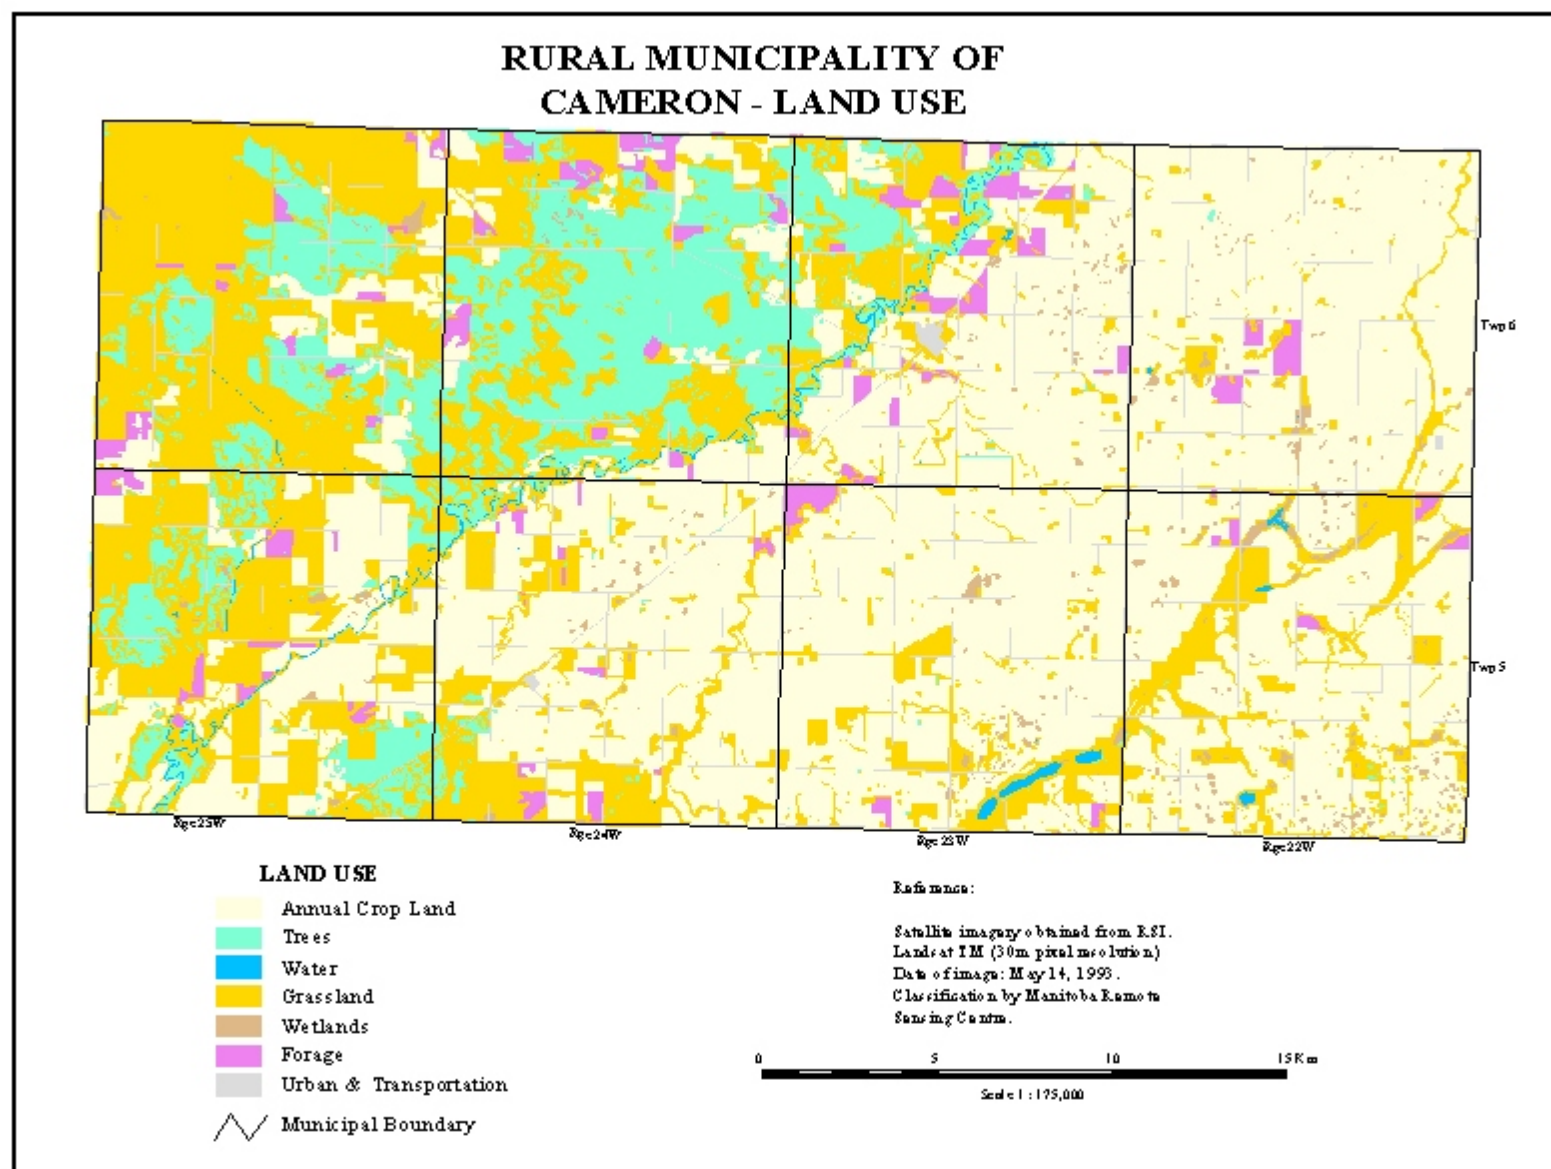 RURAL MUNICIPALITY OF
CAMERON - LAND USE
Twp 6
Twp 5
Rge 25W
Rge 24W
Rge 23W
Rge 22W
LAND USE
Annual Crop Land
Trees
Water
Grassland
Wetlands
Forage
Urban & Transportation
Municipal Boundary
Reference:
Satellite imagery obtained from RSI.
Landsat TM (30m pixel resolution)
Date of image: May 14, 1993.
Classification by Manitoba Remote
Sensing Centre.
0 5 10 15 Km
Scale 1 : 175,000